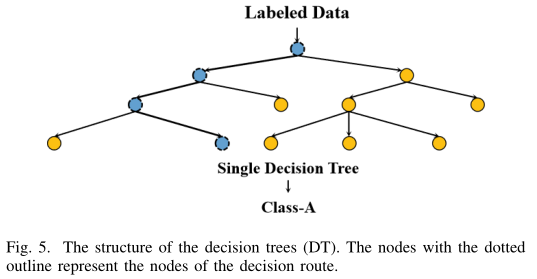 Labeled Data
Single Decision Tree
Class-A
Fig. 5. The structure of the decision trees (DT). The nodes with the dotted
outline represent the nodes of the decision route.